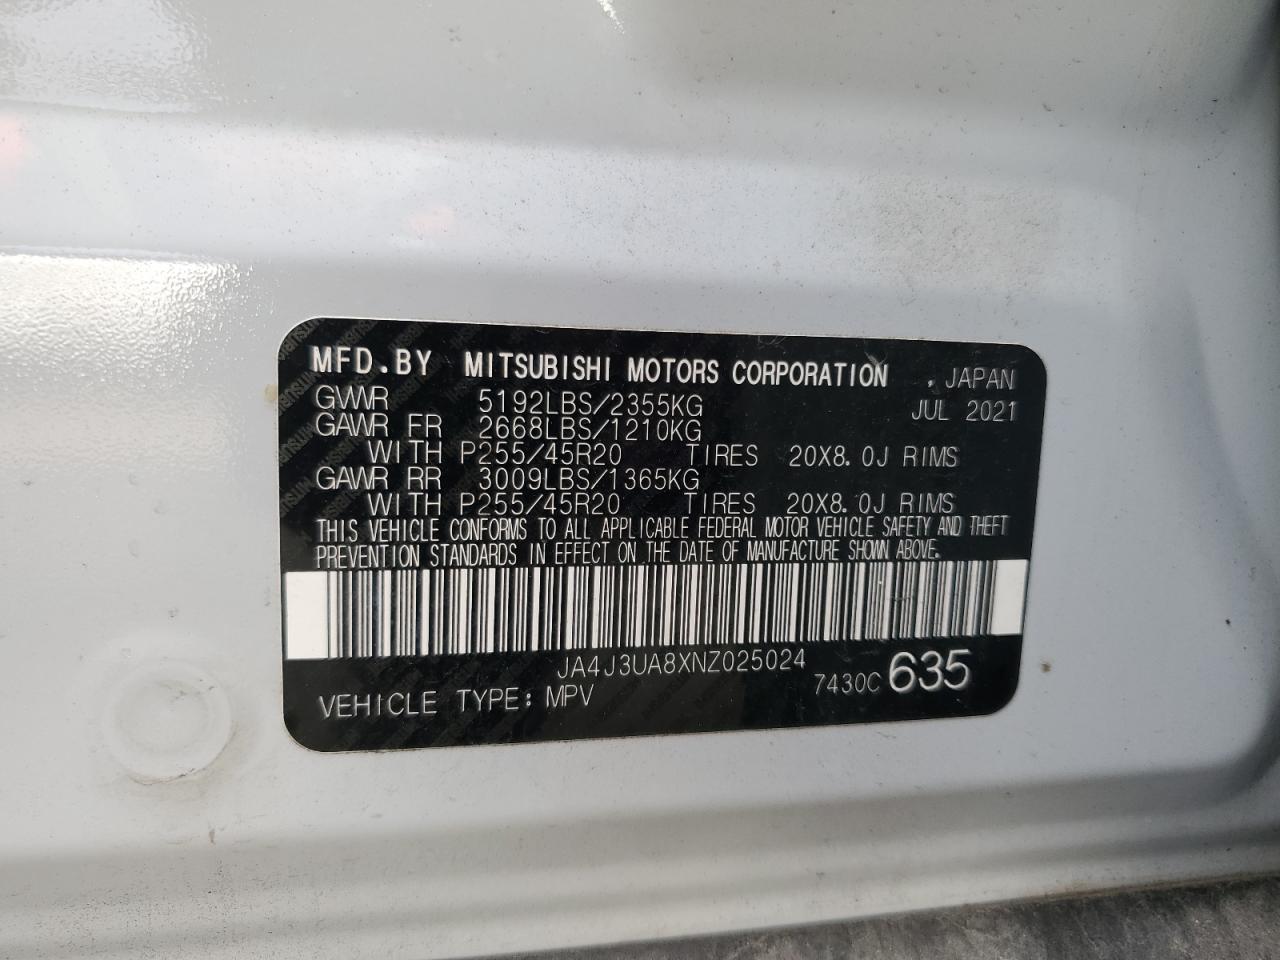 MFD.BY MITSUBISHI MOTORS CORPORATION , JAPAN
GVWR 5192LBS/2355KG JUL 2021
GAWR FR 2668LBS/1210KG
WITH P255/45R20 TIRES 20X8.0J RIMS
GAWR RR 3009LBS/1365KG
WITH P255/45R20 TIRES 20X8.0J RIMS
THIS VEHICLE CONFORMS TO ALL APPLICABLE FEDERAL MOTOR VEHICLE SAFETY AND THEFT
PREVENTION STANDARDS IN EFFECT ON THE DATE OF MANUFACTURE SHOWN ABOVE.
JA4J3UA8XNZ025024
VEHICLE TYPE: MPV 7430C 635